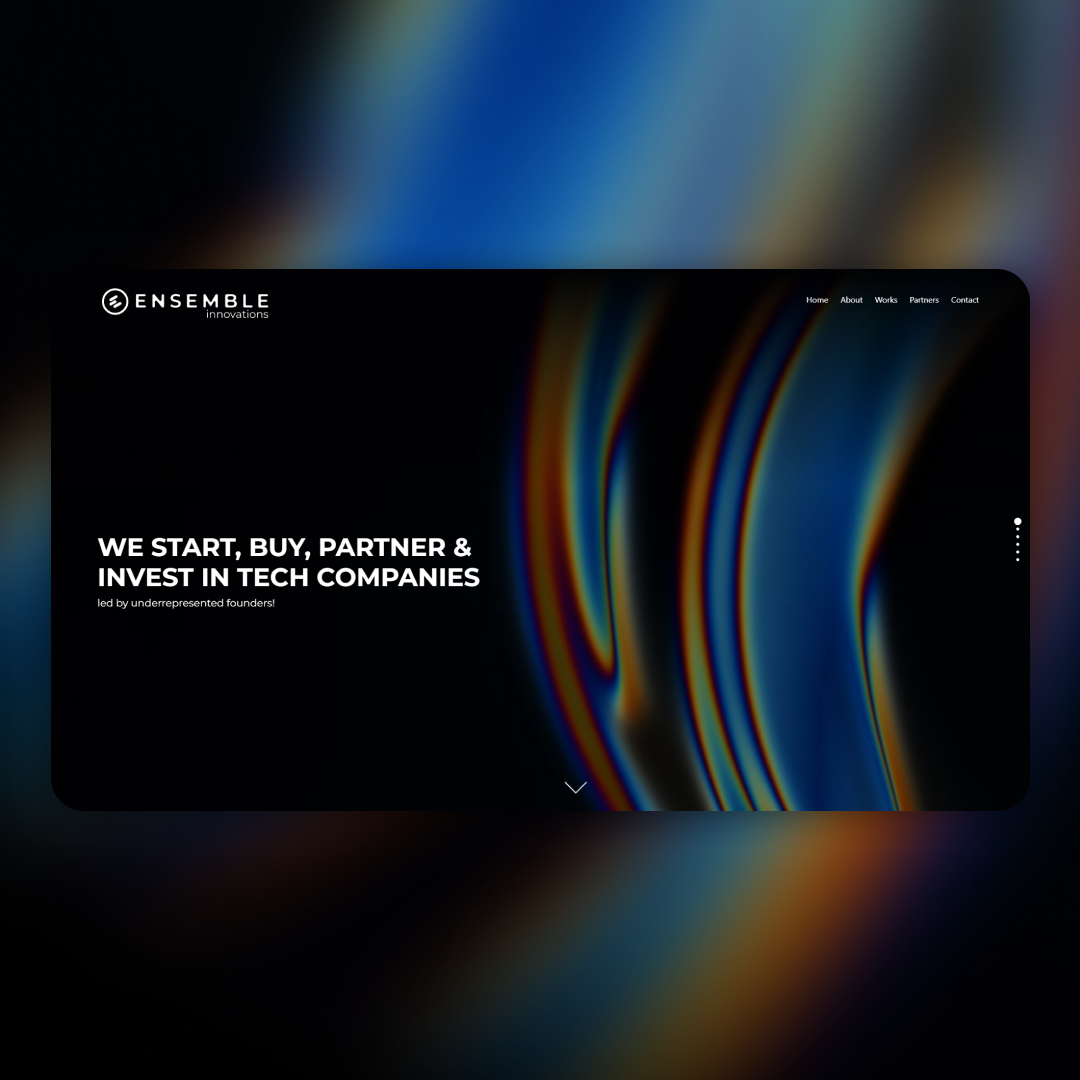 ENSEMBLE
innovations
Home About Works Partners Contact
WE START, BUY, PARTNER &
INVEST IN TECH COMPANIES
led by underrepresented founders!